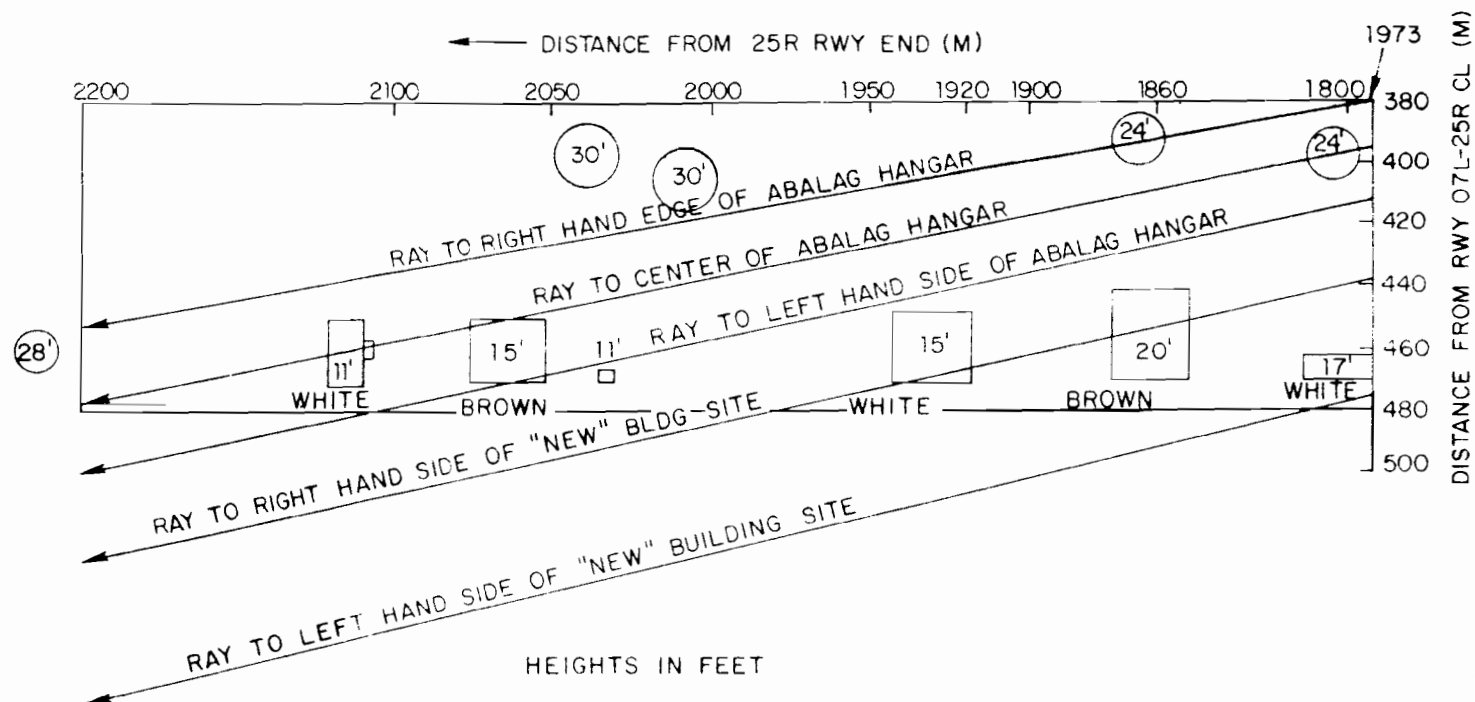 DISTANCE FROM 25R RWY END (M)
1973
2200 2100 2050 2000 1950 1920 1900 1860 1800
380
400
420
440
460
480
500
DISTANCE FROM RWY 07L-25R CL (M)
30'
30'
24'
24'
RAY TO RIGHT HAND EDGE OF ABALAG HANGAR
RAY TO CENTER OF ABALAG HANGAR
RAY TO LEFT HAND SIDE OF ABALAG HANGAR
28'
11'
15'
11'
15'
20'
17'
WHITE
BROWN
WHITE
BROWN
WHITE
RAY TO RIGHT HAND SIDE OF "NEW" BLDG-SITE
RAY TO LEFT HAND SIDE OF "NEW" BUILDING SITE
HEIGHTS IN FEET